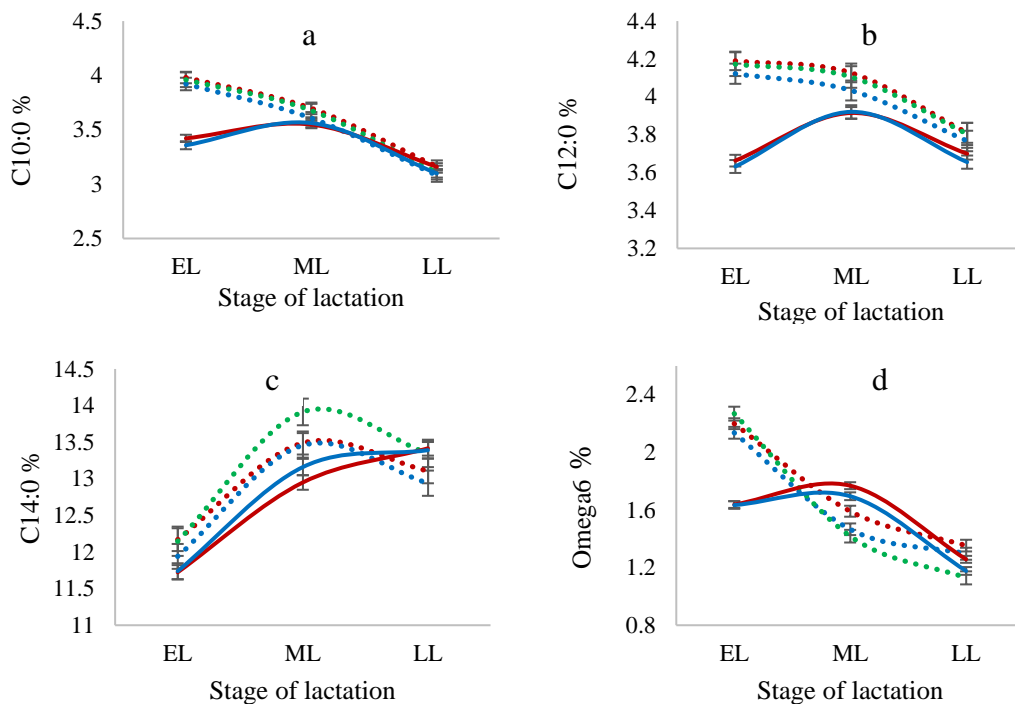 a
C10:0 %
4.5
4
3.5
3
2.5
EL ML LL
Stage of lactation
b
C12:0 %
4.4
4.2
4
3.8
3.6
3.4
3.2
EL ML LL
Stage of lactation
c
C14:0 %
14.5
14
13.5
13
12.5
12
11.5
11
EL ML LL
Stage of lactation
d
Omega6 %
2.4
2
1.6
1.2
0.8
EL ML LL
Stage of lactation